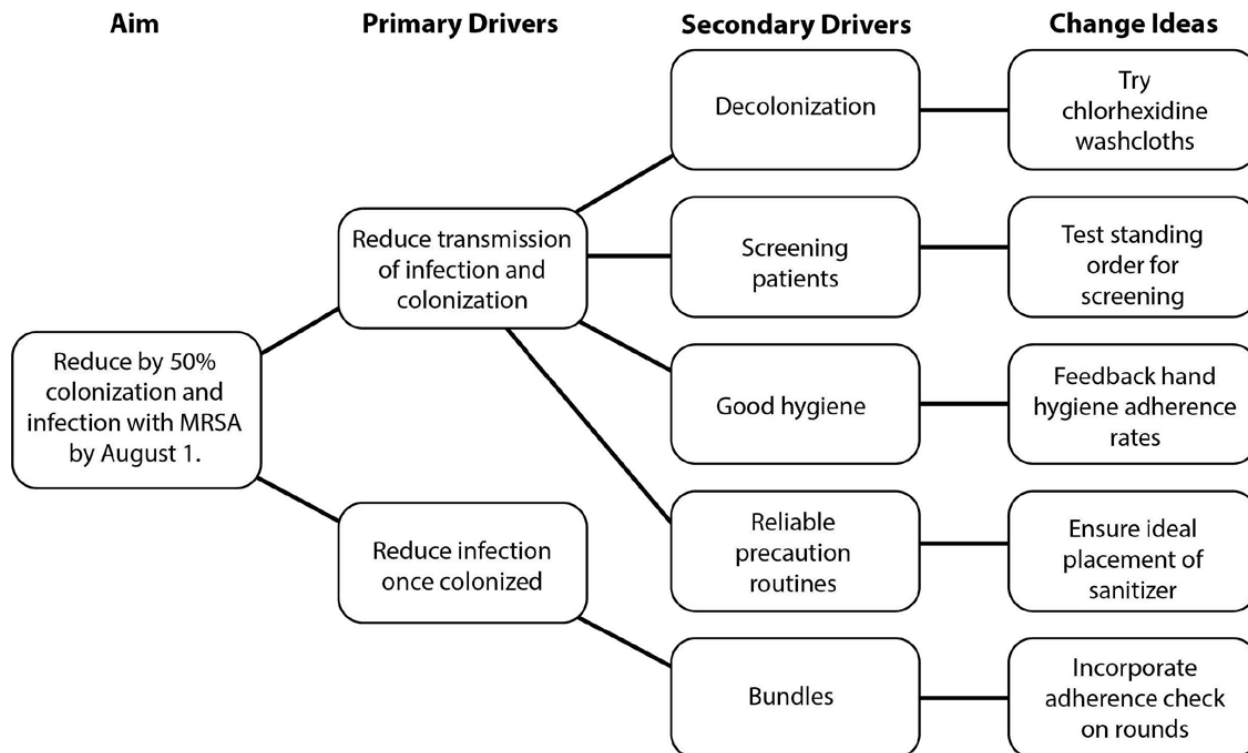 Aim
Primary Drivers
Secondary Drivers
Change Ideas
Reduce by 50%
colonization and
infection with MRSA
by August 1.
Reduce transmission
of infection and
colonization
Reduce infection
once colonized
Decolonization
Screening
patients
Good hygiene
Reliable
precaution
routines
Bundles
Try
chlorhexidine
washcloths
Test standing
order for
screening
Feedback hand
hygiene adherence
rates
Ensure ideal
placement of
sanitizer
Incorporate
adherence check
on rounds